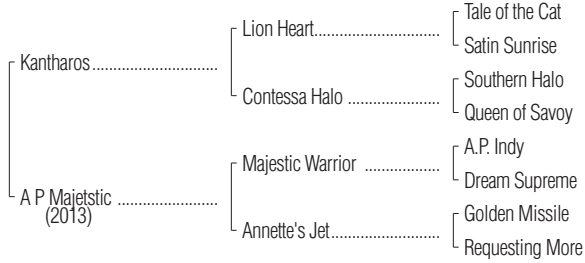 Tale of the Cat
Lion Heart
Satin Sunrise
Kantharos
Southern Halo
Contessa Halo
Queen of Savoy
A.P. Indy
Majestic Warrior
Dream Supreme
A P Majetstic
(2013)
Golden Missile
Annette's Jet
Requesting More